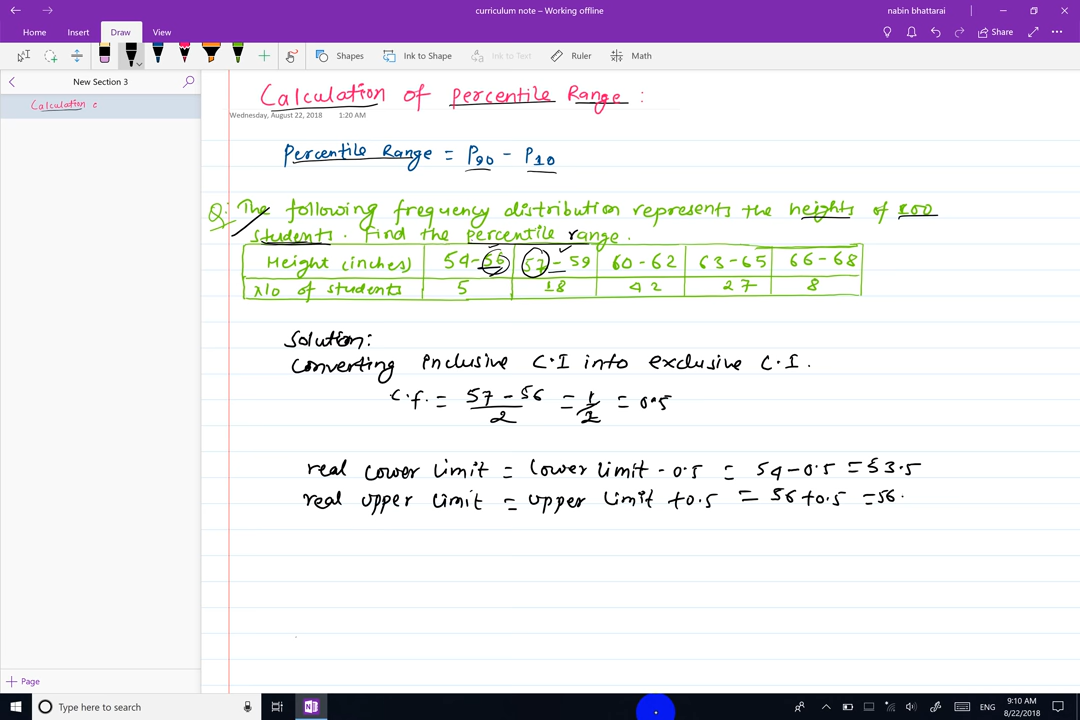 curriculum note – Working offline
nabin bhattarai
Home Insert Draw View
Share
Shapes Ink to Shape Ink to Text Ruler Math
New Section 3
Calculation o
Calculation of Percentile Range :
Wednesday, August 22, 2018 1:20 AM
Percentile Range = P90 - P10
Q: The following frequency distribution represents the heights of 100
students. Find the percentile range.
Height (inches) 54-56 57-59 60-62 63-65 66-68
No of students 5 18 42 27 8
Solution:
Converting inclusive C.I into exclusive C.I.
C.f. = 57-56/2 = 1/2 = 0.5
real lower limit = lower limit - 0.5 = 54-0.5 = 53.5
real upper limit = upper limit +0.5 = 56+0.5 = 56.
Page
Type here to search
ENG
9:10 AM
8/22/2018